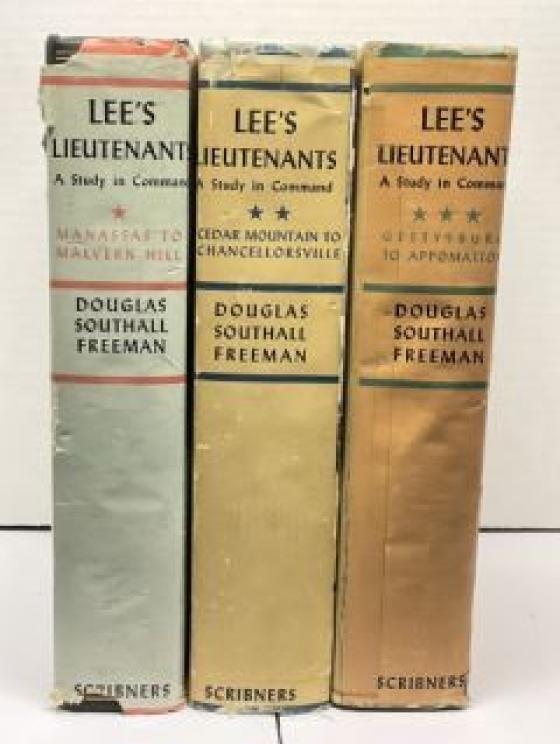 LEE'S
LIEUTENANT
A Study in Comman
MANASSAS TO
MALVERN HILL
DOUGLAS
SOUTHALL
FREEMAN
SCRIBNERS
LEE'S
LIEUTENANTS
A Study in Command
CEDAR MOUNTAIN TO
CHANCELLORSVILLE
DOUGLAS
SOUTHALL
FREEMAN
SCRIBNERS
LEE'S
LIEUTENANT
A Study in Comma
GETTYSBUR
TO APPOMATTO
DOUGLAS
SOUTHALL
FREEMAN
SCRIBNERS